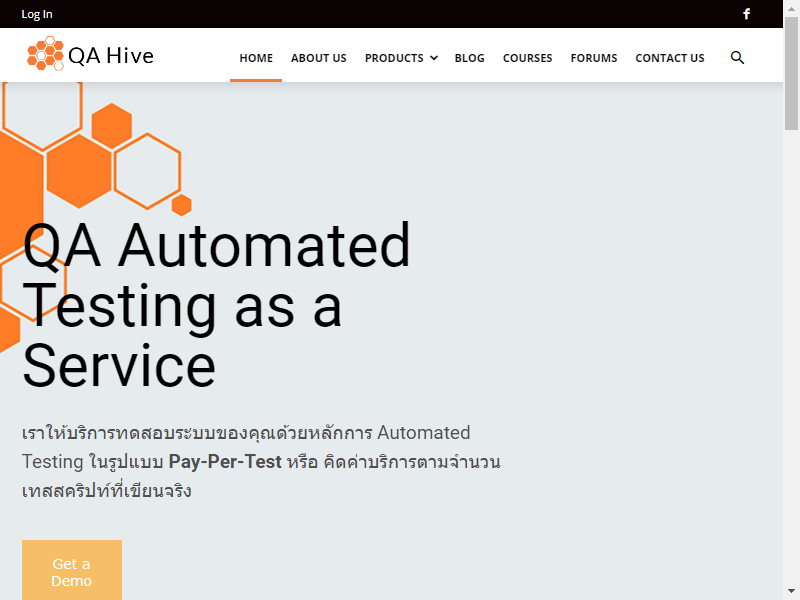 Log In
QA Hive
HOME ABOUT US PRODUCTS BLOG COURSES FORUMS CONTACT US
QA Automated
Testing as a
Service
เราให้บริการทดสอบระบบของคุณด้วยหลักการ Automated
Testing ในรูปแบบ Pay-Per-Test หรือ คิดค่าบริการตามจำนวน
เทสสคริปท์ที่เขียนจริง
Get a
Demo